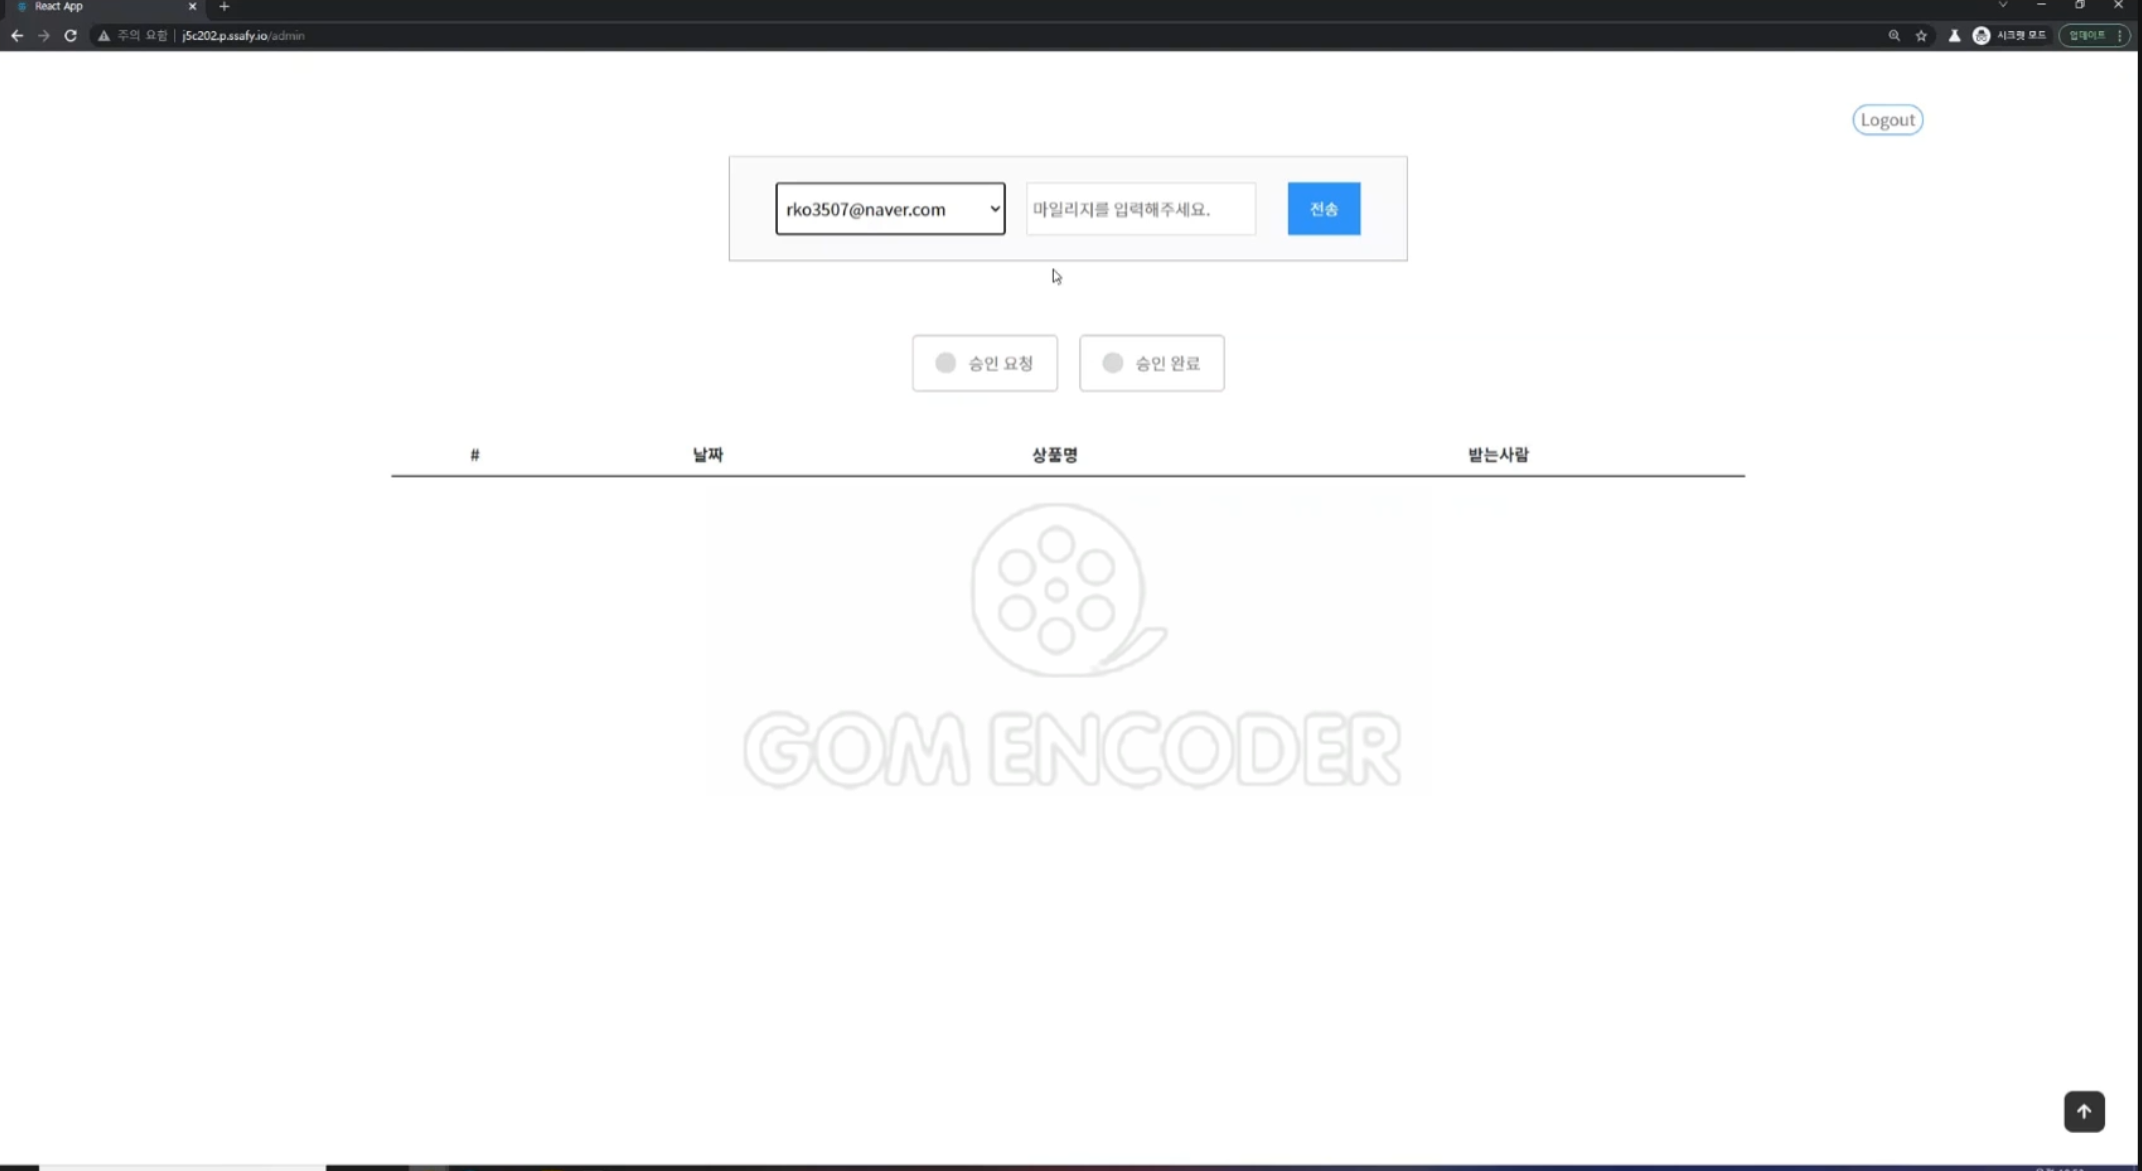 React App
주의 요함 | j5c202.p.ssafy.io/admin
시크릿 모드
업데이트
Logout
rko3507@naver.com
마일리지를 입력해주세요.
전송
승인 요청
승인 완료
# 날짜 상품명 받는사람
GOM ENCODER